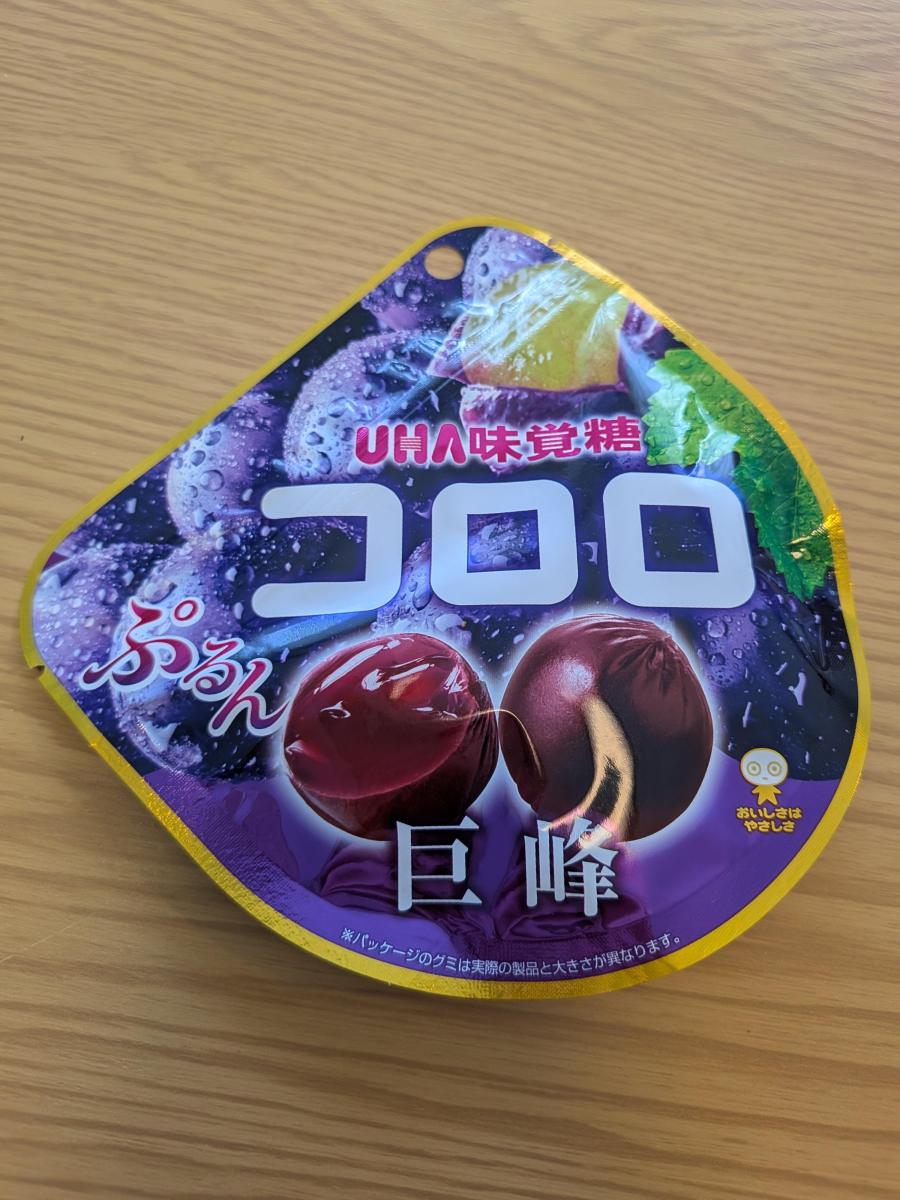 UHA味覚糖
コロロ
ぷるん
巨峰
おいしさは
やさしさ
※パッケージのグミは実際の製品と大きさが異なります。